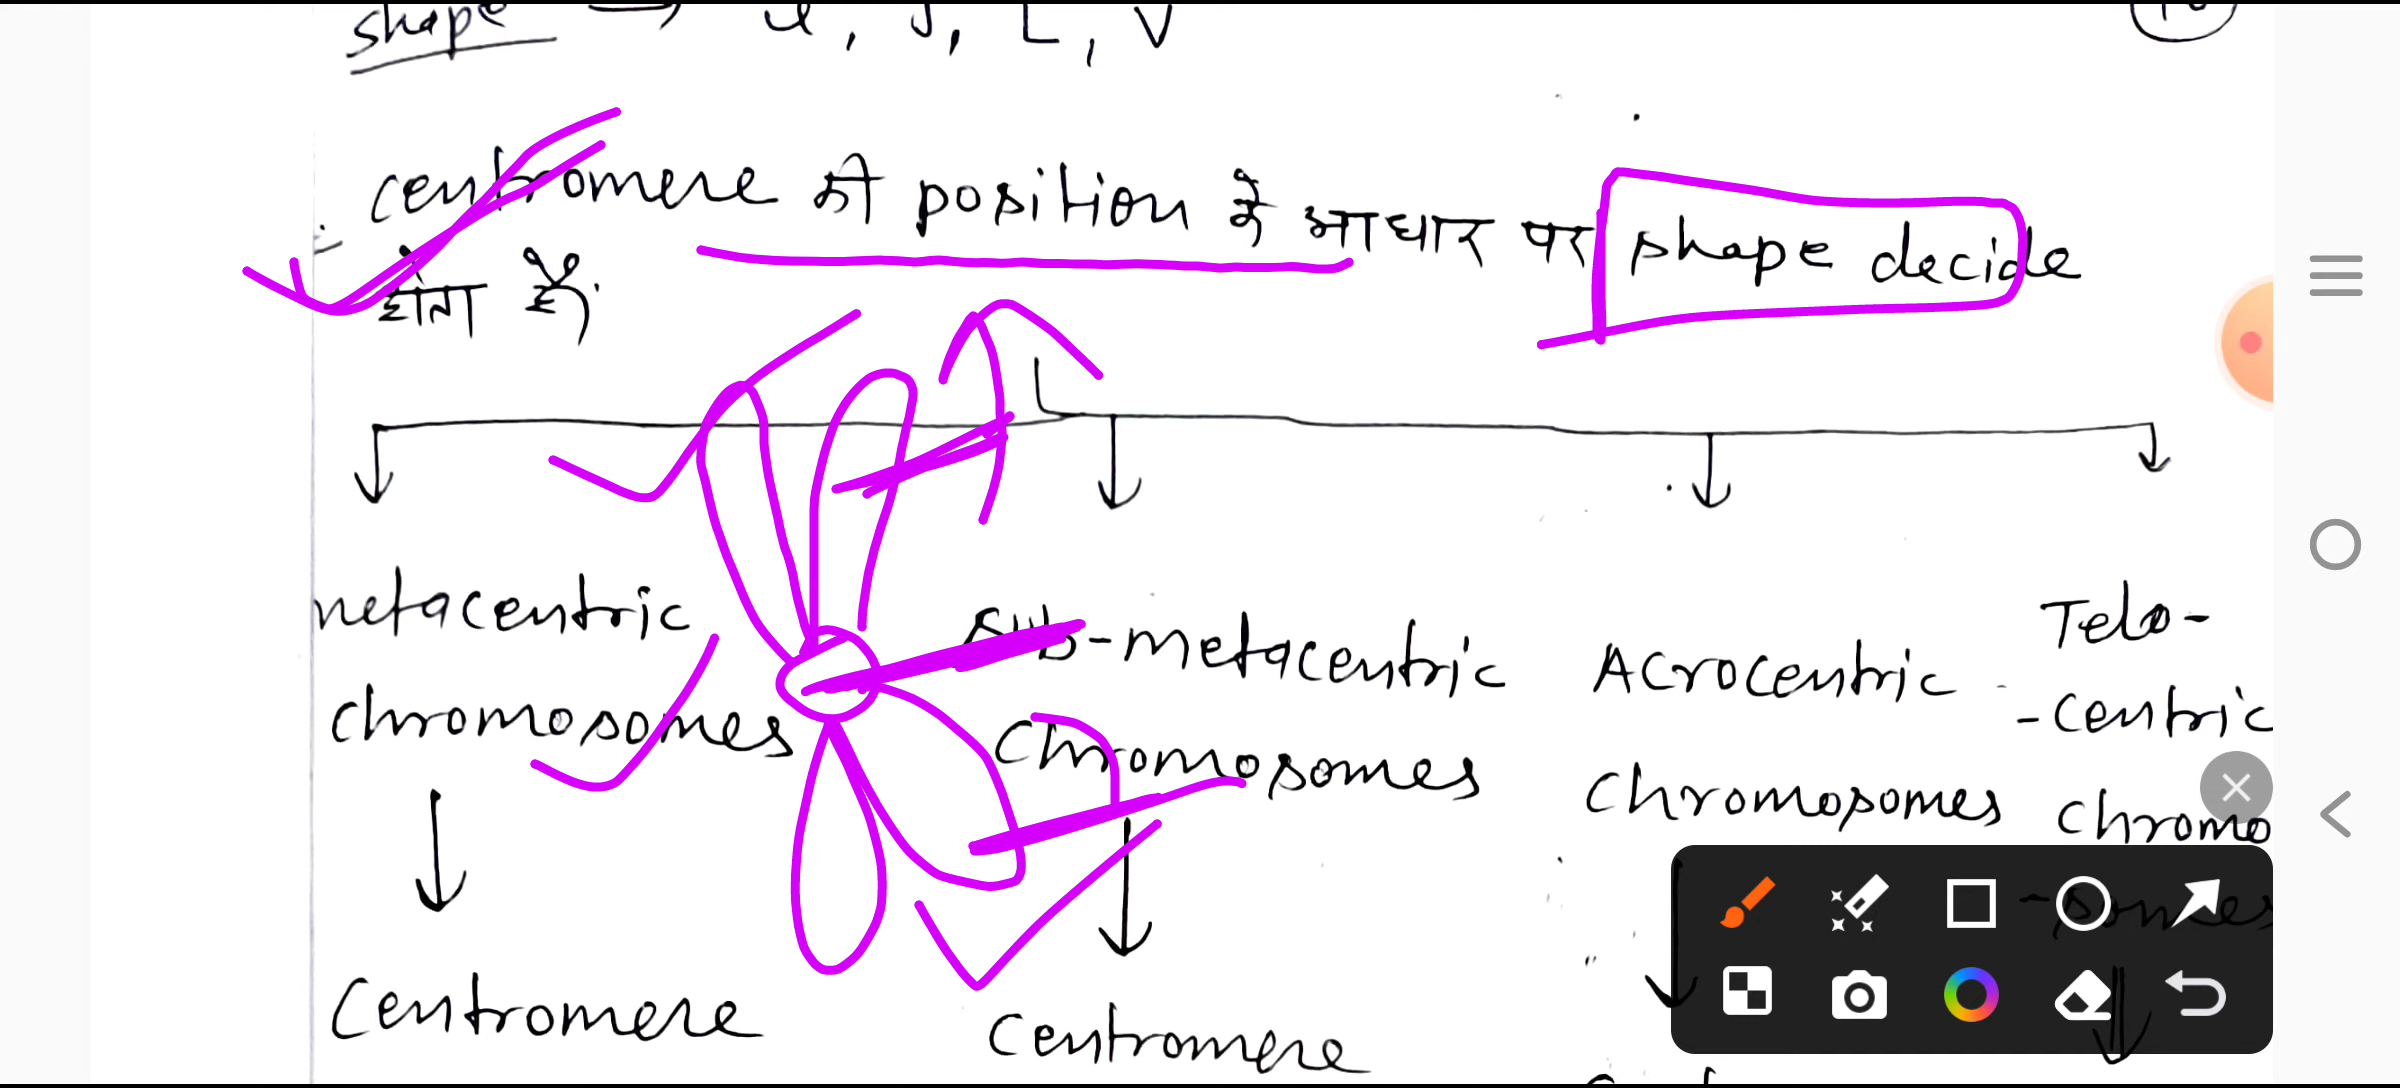 shape → J, L, V
centromere की position के आधार पर shape decide
होता है।
metacentric
chromosomes
↓
Centromere
sub-metacentric
Chromosomes
↓
Centromere
Acrocentric
Chromosomes
Telo-
-centric
chromo
-somes